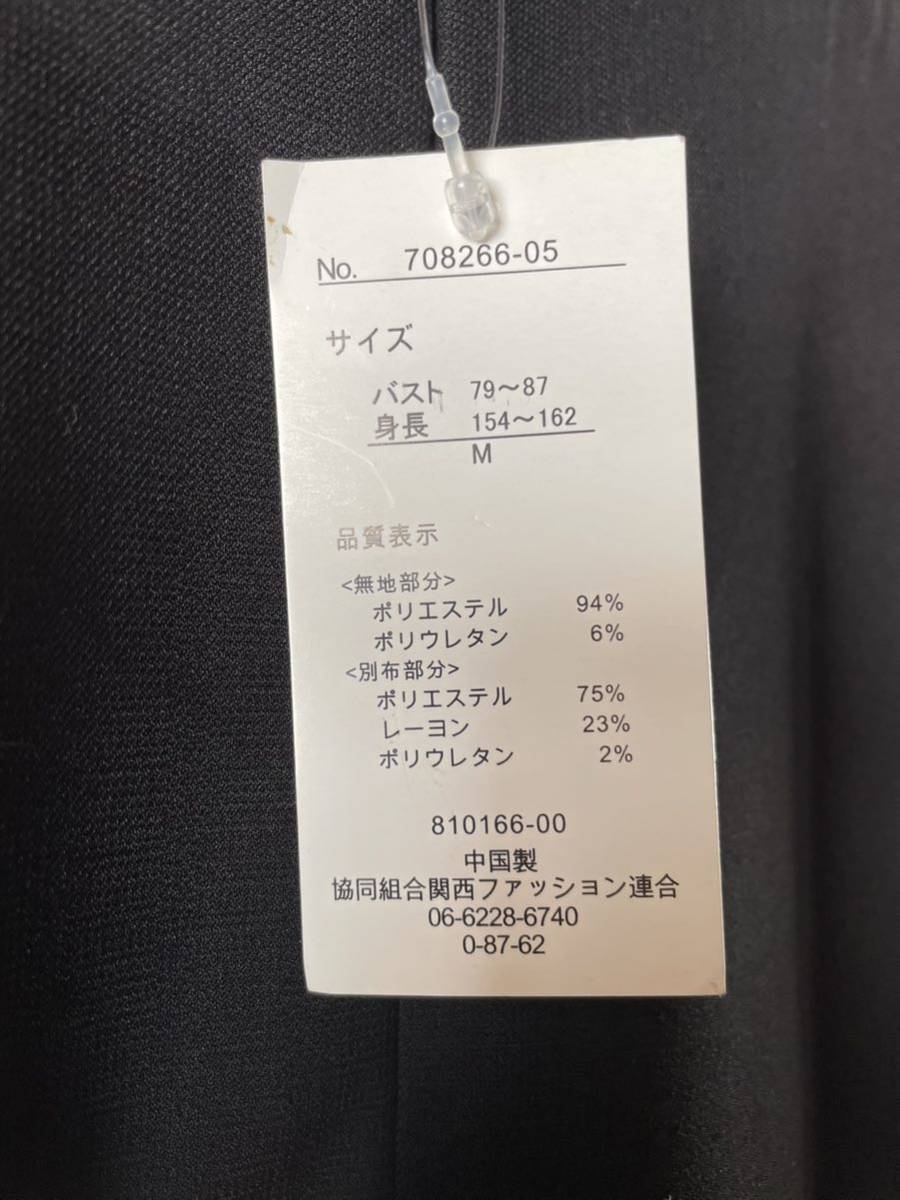 No. 708266-05
サイズ
バスト 79～87
身長 154～162
M
品質表示
<無地部分>
ポリエステル 94%
ポリウレタン 6%
<別布部分>
ポリエステル 75%
レーヨン 23%
ポリウレタン 2%
810166-00
中国製
協同組合関西ファッション連合
06-6228-6740
0-87-62